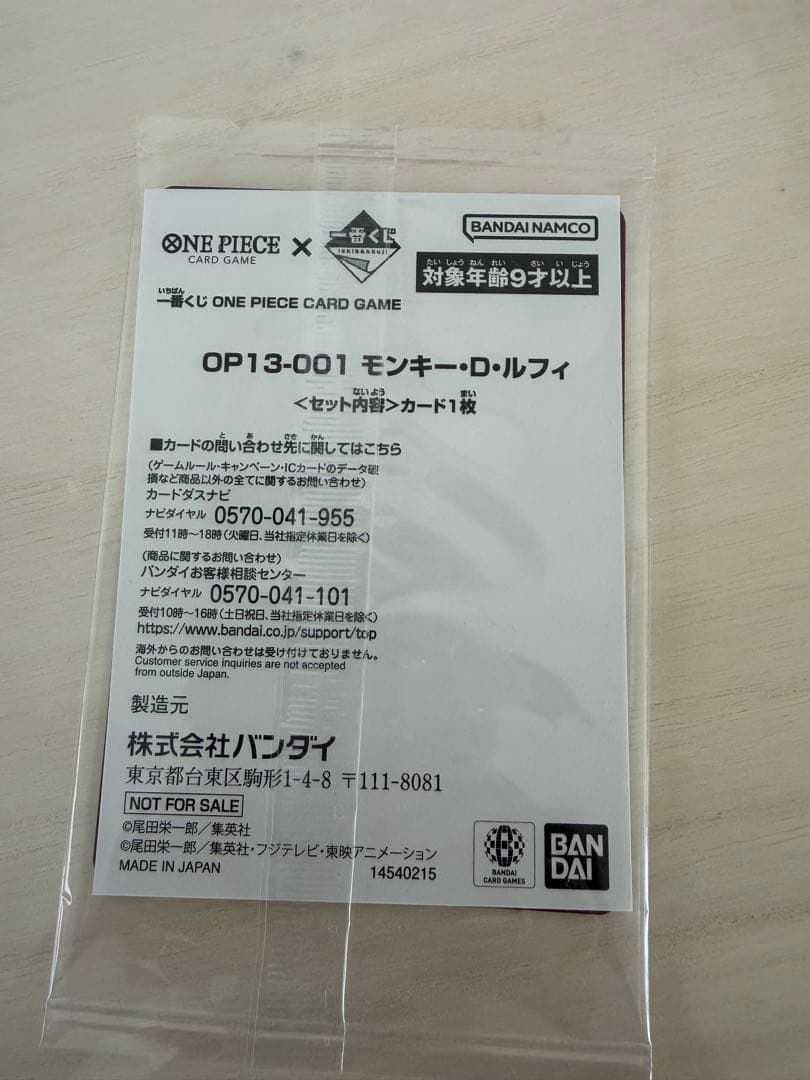 ONE PIECE CARD GAME × 一番くじ ichibankuji
BANDAI NAMCO
たいしょうねんれい さい いじょう
対象年齢9才以上
いちばん
一番くじ ONE PIECE CARD GAME
OP13-001 モンキー・D・ルフィ
ないよう まい
<セット内容>カード1枚
と あ さき かん
■カードの問い合わせ先に関してはこちら
(ゲームルール・キャンペーン・ICカードのデータ破
損など商品以外の全てに関するお問い合わせ)
カードダスナビ
ナビダイヤル 0570-041-955
受付11時~18時(火曜日、当社指定休業日を除く)
(商品に関するお問い合わせ)
バンダイお客様相談センター
ナビダイヤル 0570-041-101
受付10時~16時(土日祝日、当社指定休業日を除く)
https://www.bandai.co.jp/support/top
海外からのお問い合わせは受け付けておりません。
Customer service inquiries are not accepted
from outside Japan.
製造元
株式会社バンダイ
東京都台東区駒形1-4-8 〒111-8081
NOT FOR SALE
©尾田栄一郎/集英社
©尾田栄一郎/集英社・フジテレビ・東映アニメーション
MADE IN JAPAN
14540215
BANDAI CARD GAMES
BANDAI